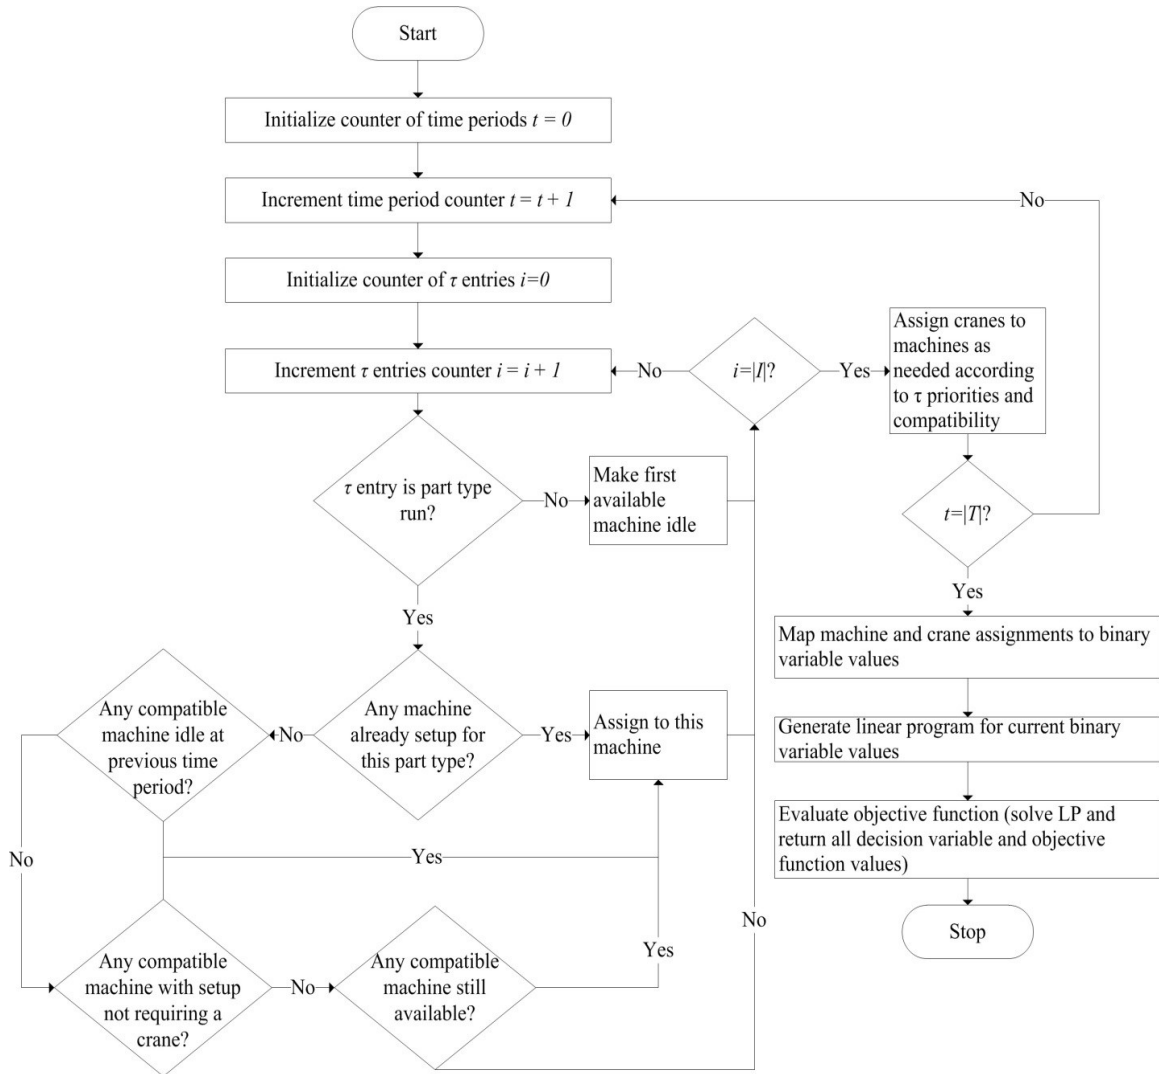 Start
Initialize counter of time periods t = 0
Increment time period counter t = t + 1
No
Initialize counter of τ entries i=0
Increment τ entries counter i = i + 1
No
i=|I|?
Yes
Assign cranes to
machines as
needed according
to τ priorities and
compatibility
τ entry is part type
run?
No
Make first
available
machine idle
t=|T|?
Yes
Yes
Map machine and crane assignments to binary
variable values
Any compatible
machine idle at
previous time
period?
No
Any machine
already setup for
this part type?
Yes
Assign to this
machine
Generate linear program for current binary
variable values
Evaluate objective function (solve LP and
return all decision variable and objective
function values)
No
Yes
No
Stop
Any compatible
machine with setup
not requiring a
crane?
No
Any compatible
machine still
available?
Yes